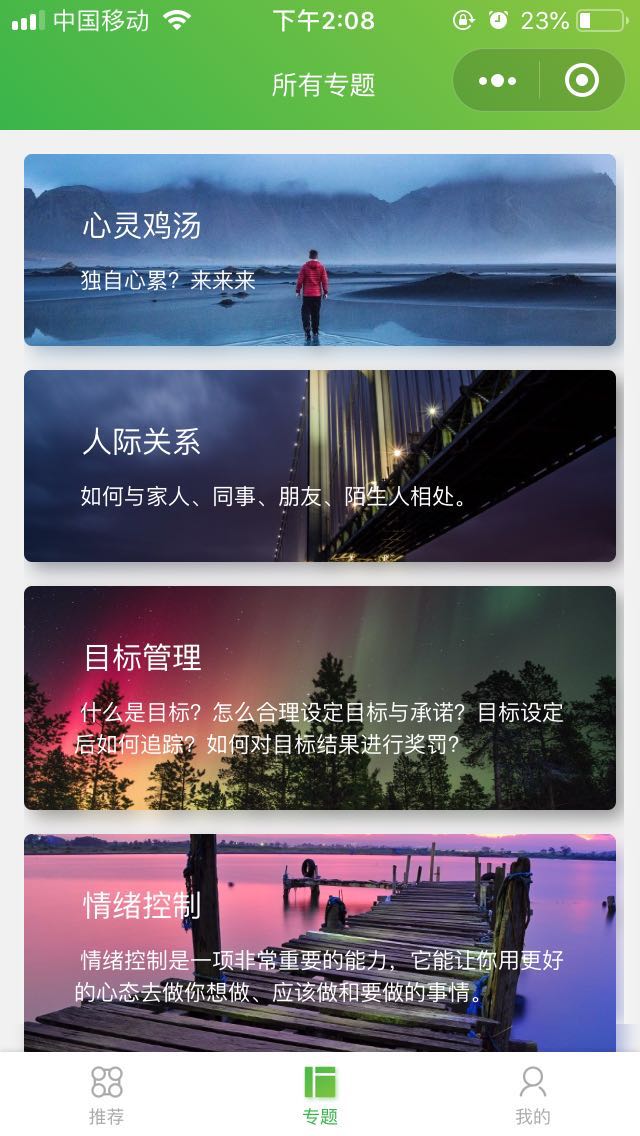 中国移动
下午2:08
23%
所有专题
心灵鸡汤
独自心累？来来来
人际关系
如何与家人、同事、朋友、陌生人相处。
目标管理
什么是目标？怎么合理设定目标与承诺？目标设定
后如何追踪？如何对目标结果进行奖罚？
情绪控制
情绪控制是一项非常重要的能力，它能让你用更好
的心态去做你想做、应该做和要做的事情。
推荐
专题
我的